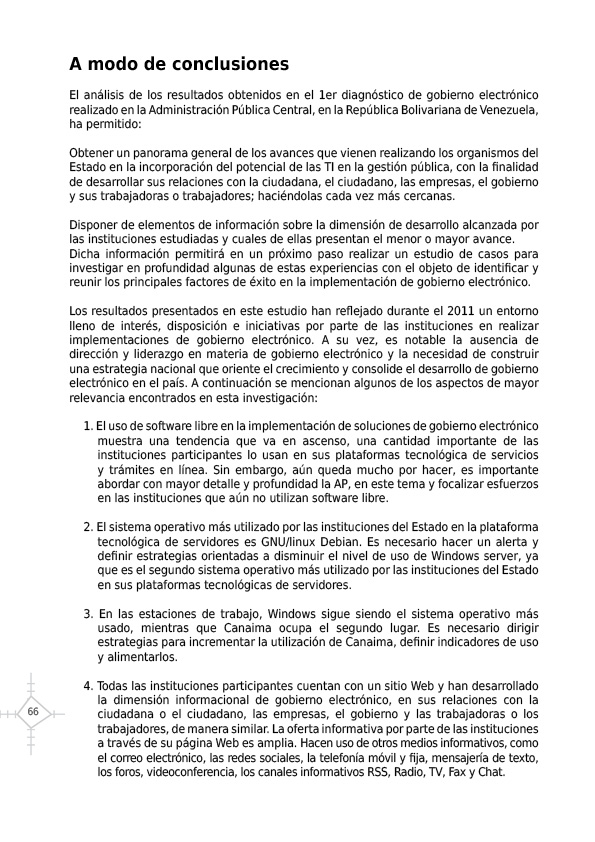 A modo de conclusiones
El análisis de los resultados obtenidos en el 1er diagnóstico de gobierno electrónico
realizado en la Administración Pública Central, en la República Bolivariana de Venezuela,
ha permitido:
Obtener un panorama general de los avances que vienen realizando los organismos del
Estado en la incorporación del potencial de las TI en la gestión pública, con la finalidad
de desarrollar sus relaciones con la ciudadana, el ciudadano, las empresas, el gobierno
y sus trabajadoras o trabajadores; haciéndolas cada vez más cercanas.
Disponer de elementos de información sobre la dimensión de desarrollo alcanzada por
las instituciones estudiadas y cuales de ellas presentan el menor o mayor avance.
Dicha información permitirá en un próximo paso realizar un estudio de casos para
investigar en profundidad algunas de estas experiencias con el objeto de identificar y
reunir los principales factores de éxito en la implementación de gobierno electrónico.
Los resultados presentados en este estudio han reflejado durante el 2011 un entorno
lleno de interés, disposición e iniciativas por parte de las instituciones en realizar
implementaciones de gobierno electrónico. A su vez, es notable la ausencia de
dirección y liderazgo en materia de gobierno electrónico y la necesidad de construir
una estrategia nacional que oriente el crecimiento y consolide el desarrollo de gobierno
electrónico en el país. A continuación se mencionan algunos de los aspectos de mayor
relevancia encontrados en esta investigación:
1. El uso de software libre en la implementación de soluciones de gobierno electrónico
muestra una tendencia que va en ascenso, una cantidad importante de las
instituciones participantes lo usan en sus plataformas tecnológica de servicios
y trámites en línea. Sin embargo, aún queda mucho por hacer, es importante
abordar con mayor detalle y profundidad la AP, en este tema y focalizar esfuerzos
en las instituciones que aún no utilizan software libre.
2. El sistema operativo más utilizado por las instituciones del Estado en la plataforma
tecnológica de servidores es GNU/linux Debian. Es necesario hacer un alerta y
definir estrategias orientadas a disminuir el nivel de uso de Windows server, ya
que es el segundo sistema operativo más utilizado por las instituciones del Estado
en sus plataformas tecnológicas de servidores.
3. En las estaciones de trabajo, Windows sigue siendo el sistema operativo más
usado, mientras que Canaima ocupa el segundo lugar. Es necesario dirigir
estrategias para incrementar la utilización de Canaima, definir indicadores de uso
y alimentarlos.
4. Todas las instituciones participantes cuentan con un sitio Web y han desarrollado
la dimensión informacional de gobierno electrónico, en sus relaciones con la
ciudadana o el ciudadano, las empresas, el gobierno y las trabajadoras o los
trabajadores, de manera similar. La oferta informativa por parte de las instituciones
a través de su página Web es amplia. Hacen uso de otros medios informativos, como
el correo electrónico, las redes sociales, la telefonía móvil y fija, mensajería de texto,
los foros, videoconferencia, los canales informativos RSS, Radio, TV, Fax y Chat.
66